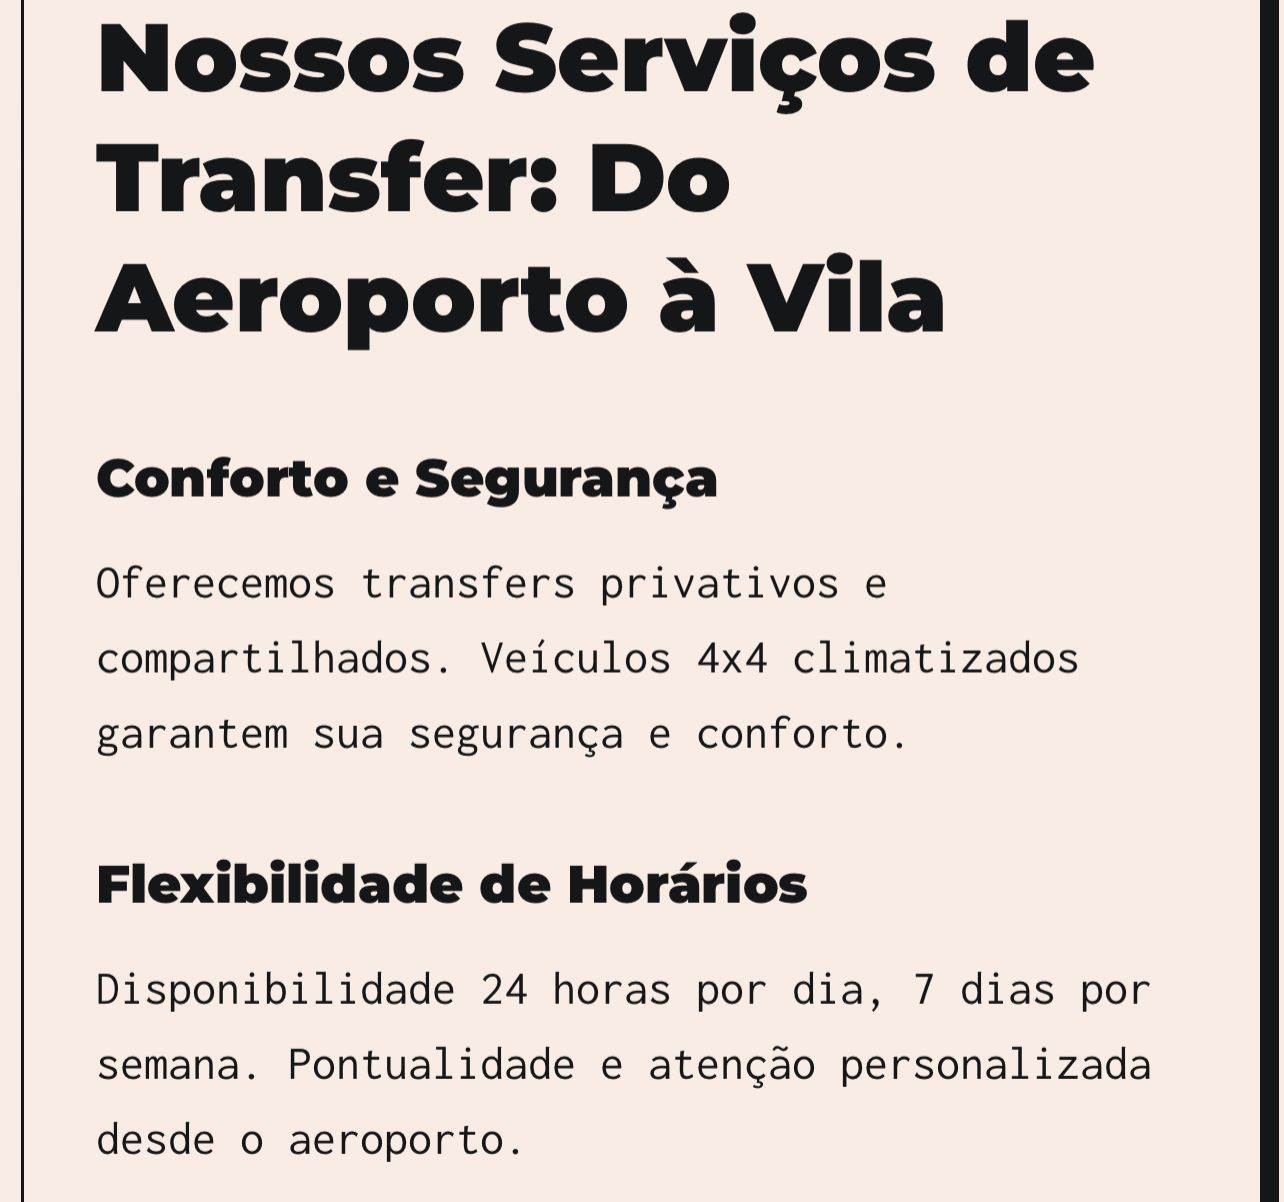 Nossos Serviços de
Transfer: Do
Aeroporto à Vila
Conforto e Segurança
Oferecemos transfers privativos e
compartilhados. Veículos 4x4 climatizados
garantem sua segurança e conforto.
Flexibilidade de Horários
Disponibilidade 24 horas por dia, 7 dias por
semana. Pontualidade e atenção personalizada
desde o aeroporto.